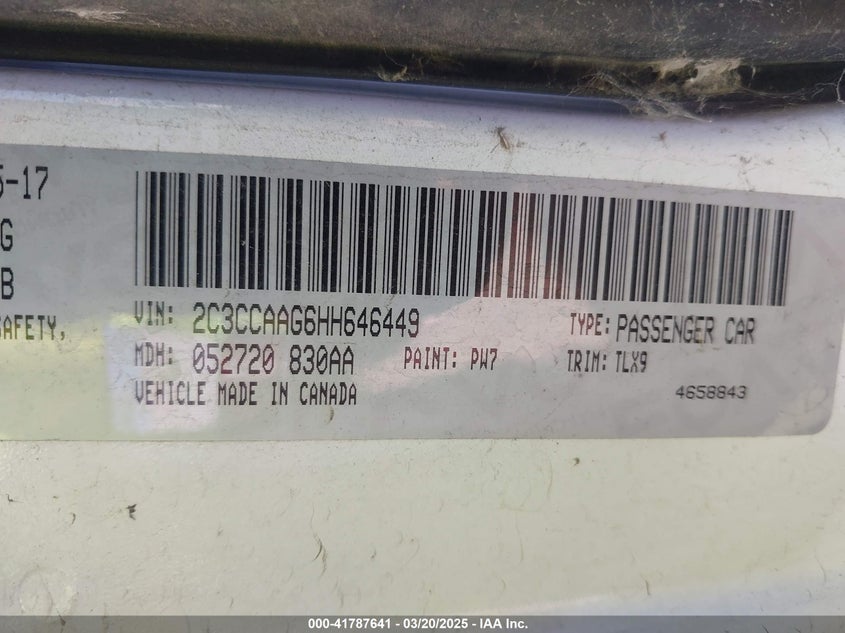 5-17
G
B
SAFETY,
VIN: 2C3CCAAG6HH646449 TYPE: PASSENGER CAR
MDH: 052720 830AA PAINT: PW7 TRIM: TLX9
VEHICLE MADE IN CANADA 4658843
000-41787641 - 03/20/2025 - IAA Inc.